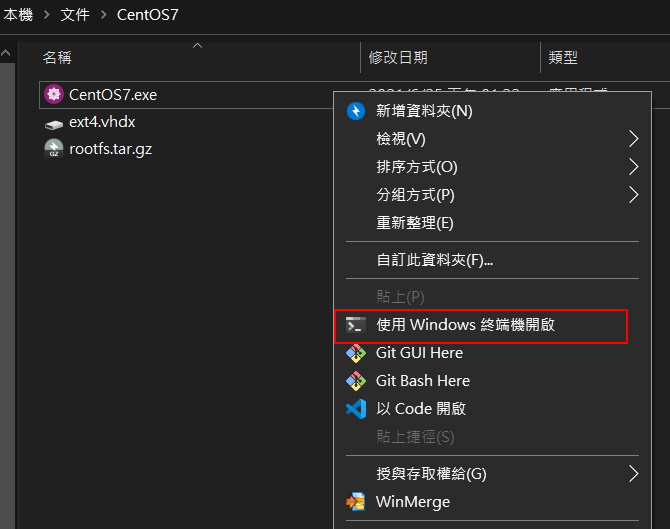 本機 > 文件 > CentOS7
名稱 修改日期 類型
CentOS7.exe
ext4.vhdx
rootfs.tar.gz
新增資料夾(N)
檢視(V)
排序方式(O)
分組方式(P)
重新整理(E)
自訂此資料夾(F)...
貼上(P)
使用 Windows 終端機開啟
Git GUI Here
Git Bash Here
以 Code 開啟
貼上捷徑(S)
授與存取權給(G)
WinMerge